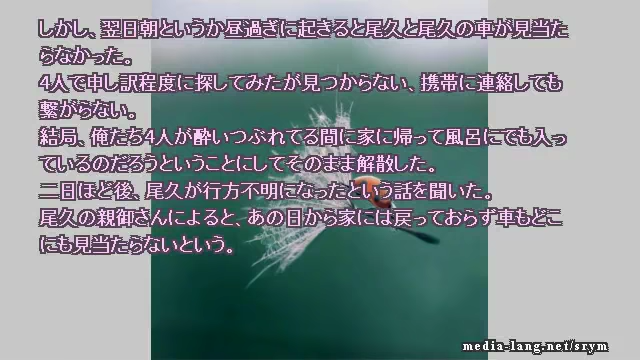 しかし、翌日朝というか昼過ぎに起きると尾久と尾久の車が見当た
らなかった。
4人で申し訳程度に探してみたが見つからない、携帯に連絡しても
繋がらない。
結局、俺たち4人が酔いつぶれてる間に家に帰って風呂にでも入っ
ているのだろうということにしてそのまま解散した。
二日ほど後、尾久が行方不明になったという話を聞いた。
尾久の親御さんによると、あの日から家には戻っておらず車もどこ
にも見当たらないという。
media-lang.net/srym